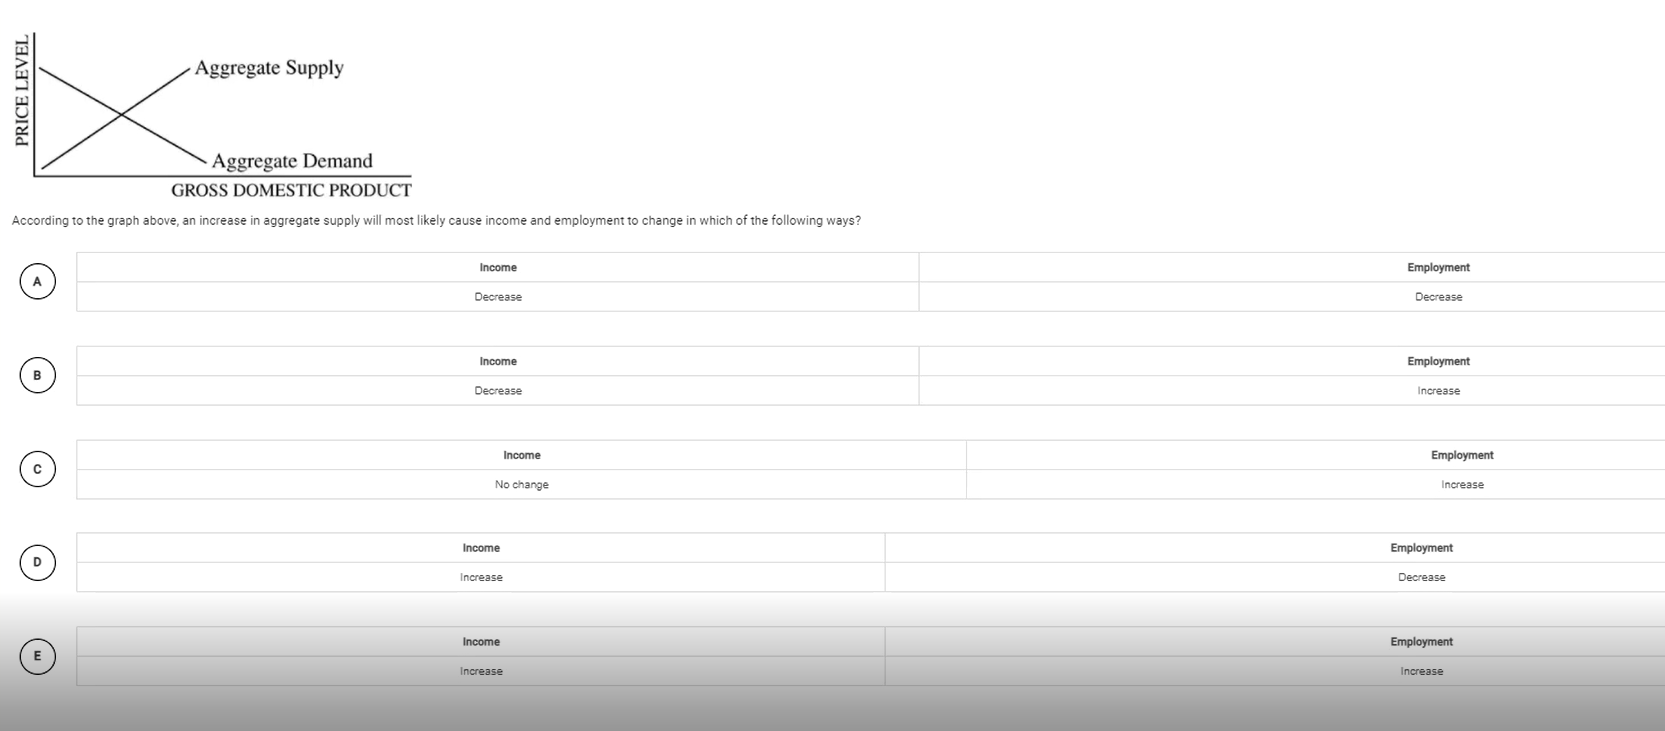 PRICE LEVEL
Aggregate Supply
Aggregate Demand
GROSS DOMESTIC PRODUCT
According to the graph above, an increase in aggregate supply will most likely cause income and employment to change in which of the following ways?
A
Income Employment
Decrease Decrease
B
Income Employment
Decrease Increase
C
Income Employment
No change Increase
D
Income Employment
Increase Decrease
E
Income Employment
Increase Increase